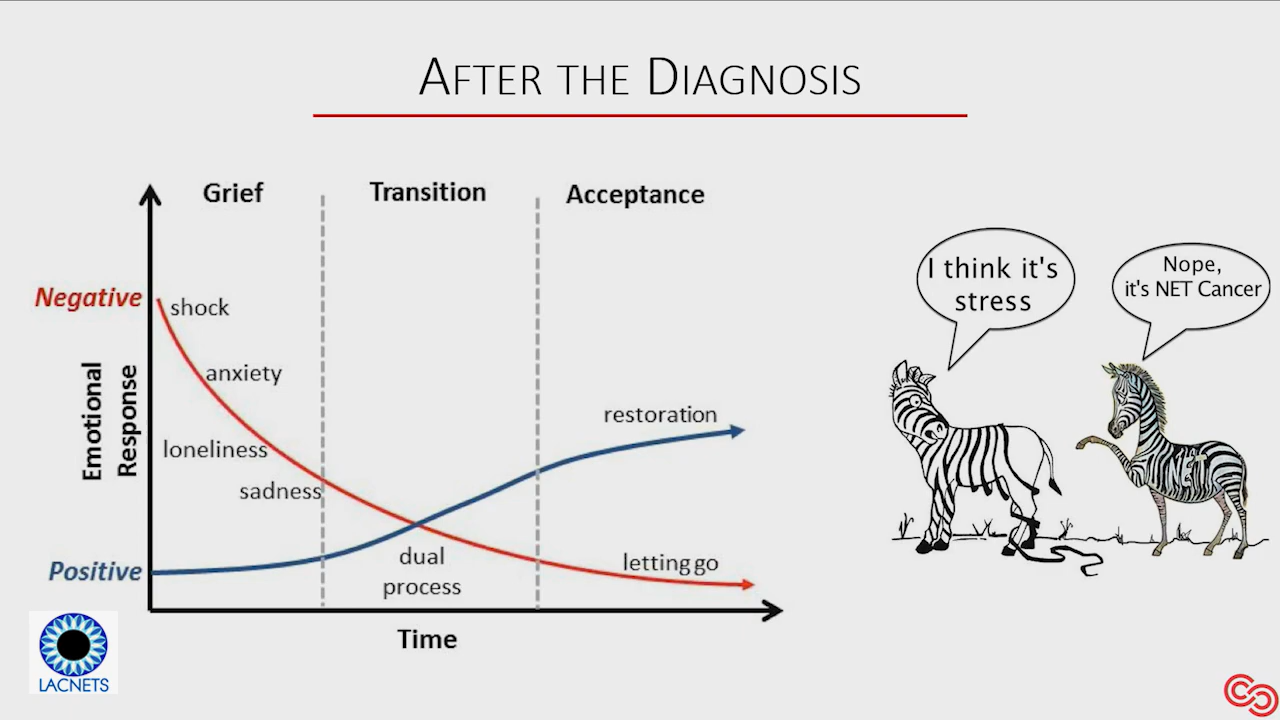 AFTER THE DIAGNOSIS
Grief
Transition
Acceptance
Negative
Positive
Emotional
Response
shock
anxiety
loneliness
sadness
dual
process
restoration
letting go
Time
I think it's
stress
Nope,
it's NET Cancer
NET
LACNETS